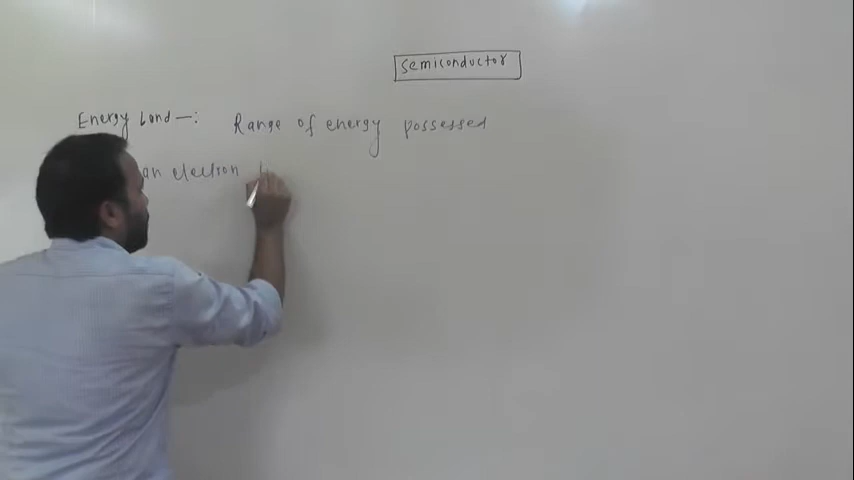 Semiconductor
Energy band -: Range of energy possessed
an electron